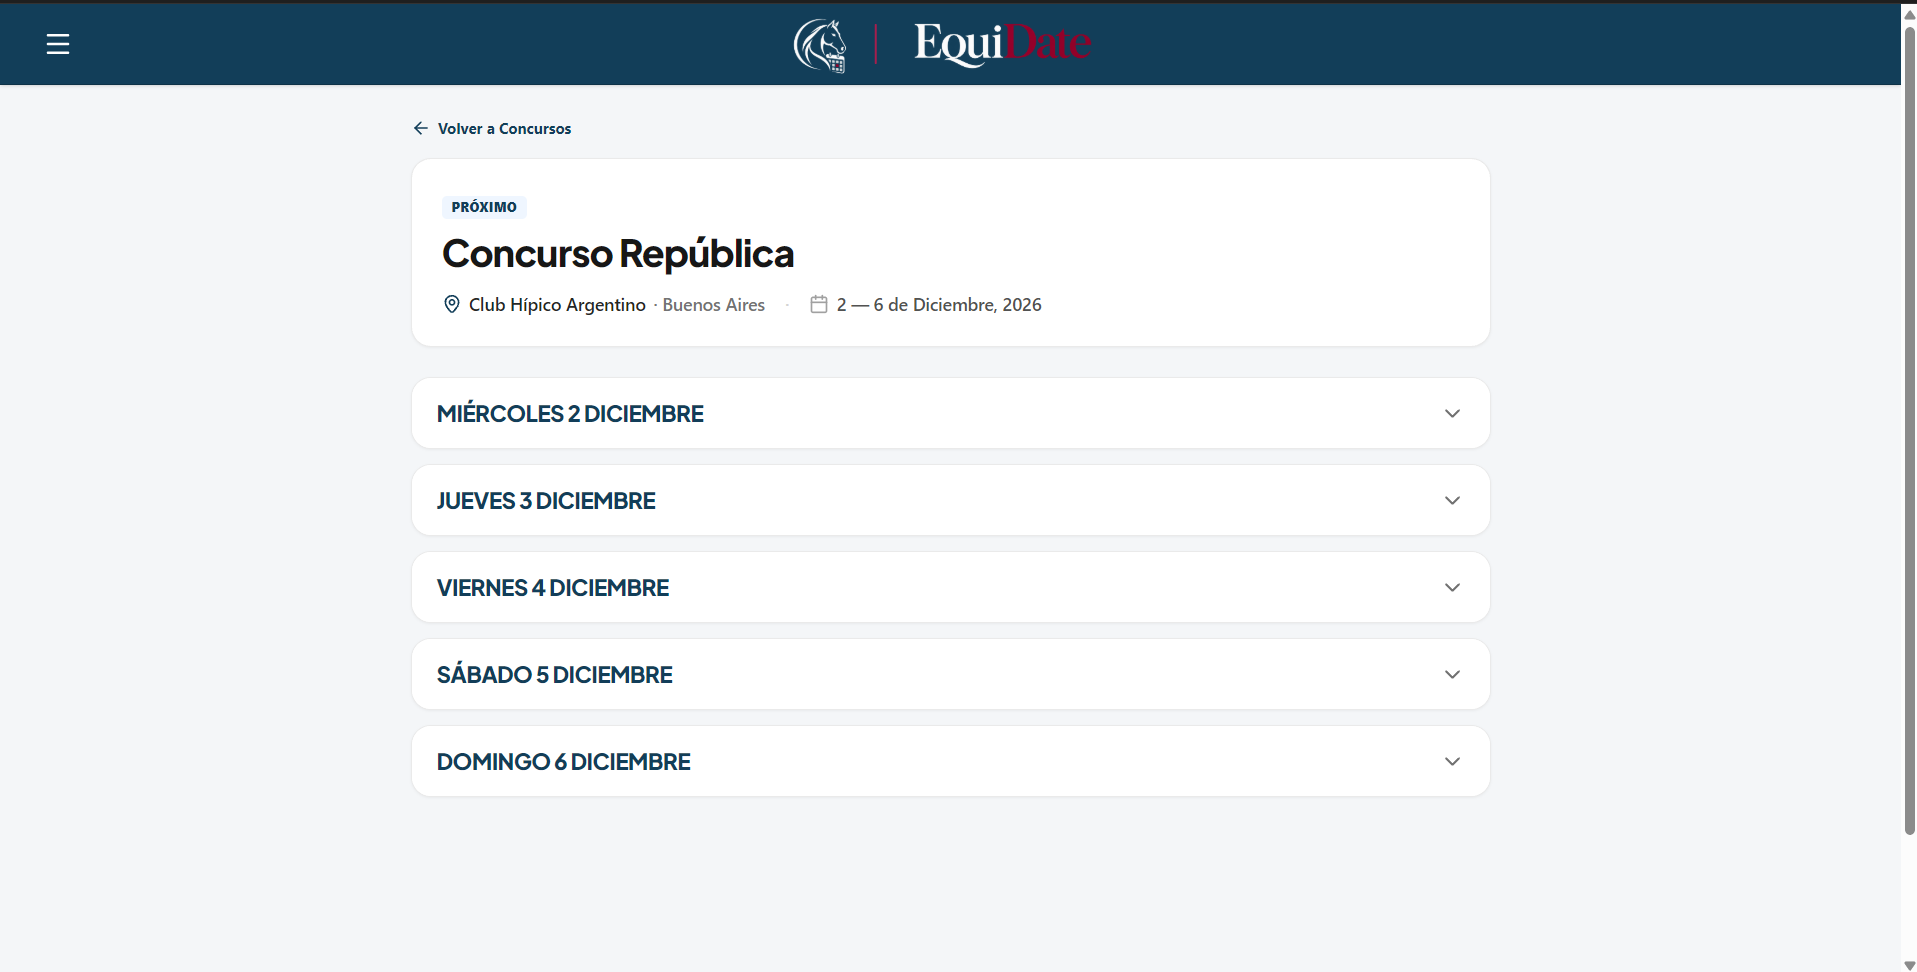 EquiDate
Volver a Concursos
PRÓXIMO
Concurso República
Club Hípico Argentino · Buenos Aires · 2 — 6 de Diciembre, 2026
MIÉRCOLES 2 DICIEMBRE
JUEVES 3 DICIEMBRE
VIERNES 4 DICIEMBRE
SÁBADO 5 DICIEMBRE
DOMINGO 6 DICIEMBRE